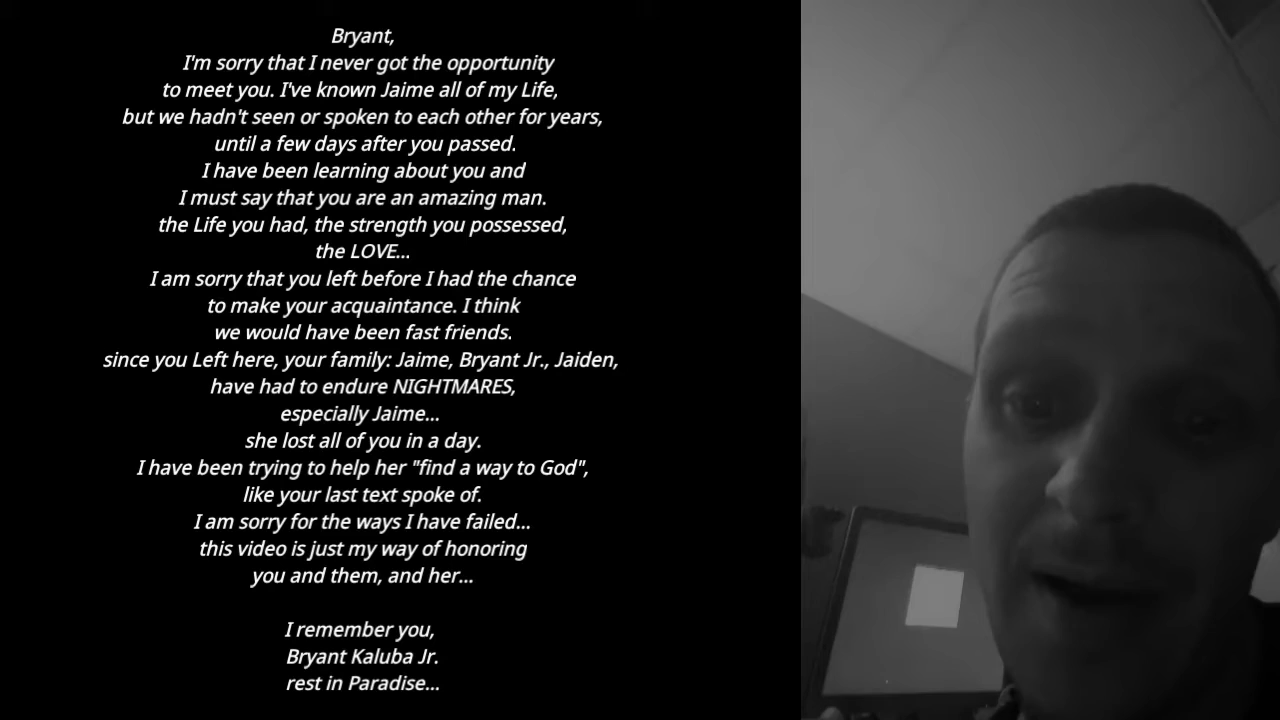 Bryant,
I'm sorry that I never got the opportunity
to meet you. I've known Jaime all of my Life,
but we hadn't seen or spoken to each other for years,
until a few days after you passed.
I have been learning about you and
I must say that you are an amazing man.
the Life you had, the strength you possessed,
the LOVE...
I am sorry that you left before I had the chance
to make your acquaintance. I think
we would have been fast friends.
since you Left here, your family: Jaime, Bryant Jr., Jaiden,
have had to endure NIGHTMARES,
especially Jaime...
she lost all of you in a day.
I have been trying to help her "find a way to God",
like your last text spoke of.
I am sorry for the ways I have failed...
this video is just my way of honoring
you and them, and her...
I remember you,
Bryant Kaluba Jr.
rest in Paradise...